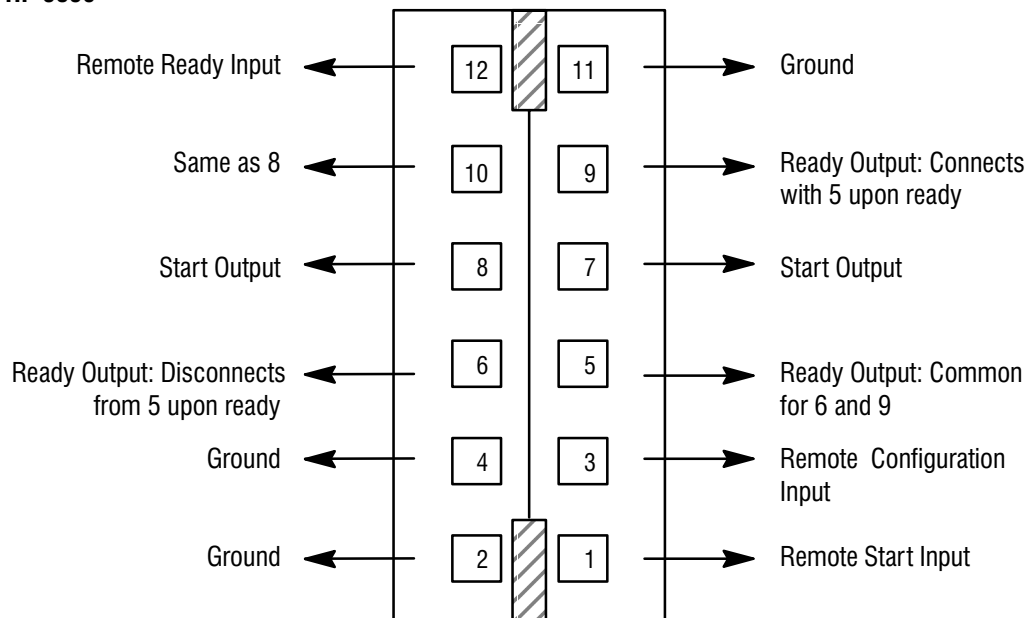 Remote Ready Input 12 11 Ground
Same as 8 10 9 Ready Output: Connects
with 5 upon ready
Start Output 8 7 Start Output
Ready Output: Disconnects 6 5 Ready Output: Common
from 5 upon ready for 6 and 9
Ground 4 3 Remote Configuration
Input
Ground 2 1 Remote Start Input